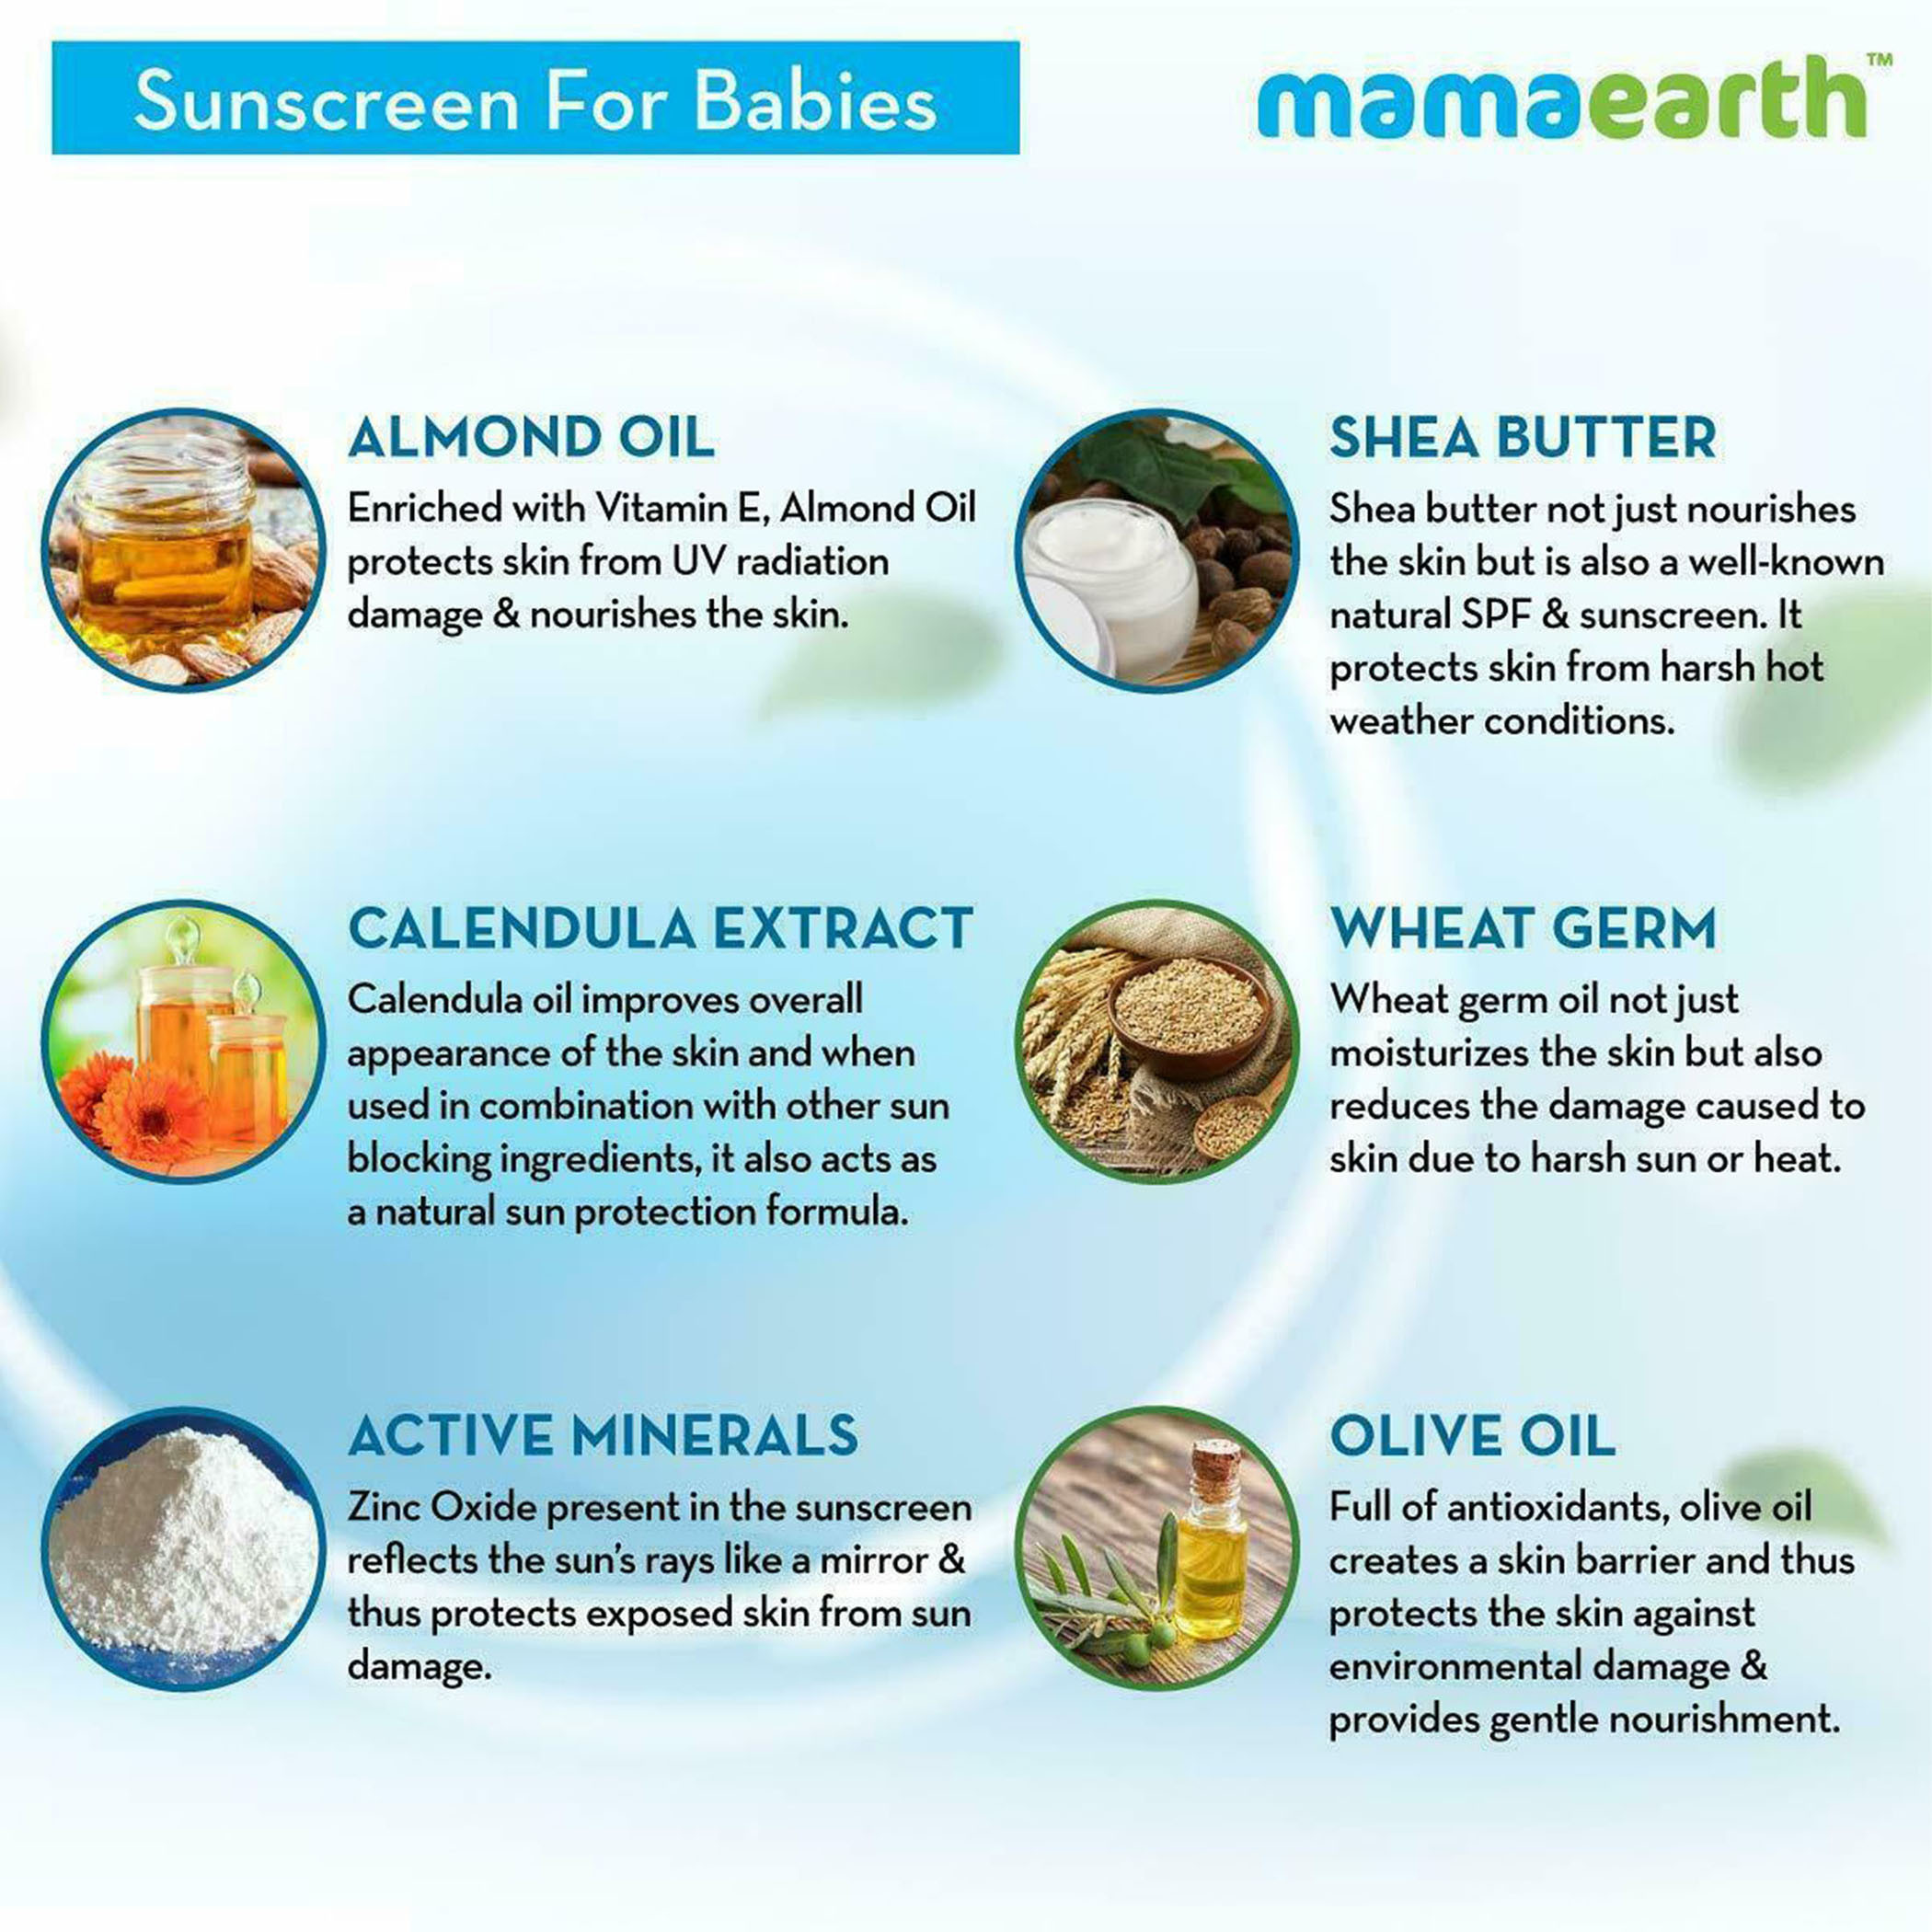 Sunscreen For Babies
mamaearth™
ALMOND OIL
Enriched with Vitamin E, Almond Oil
protects skin from UV radiation
damage & nourishes the skin.
SHEA BUTTER
Shea butter not just nourishes
the skin but is also a well-known
natural SPF & sunscreen. It
protects skin from harsh hot
weather conditions.
CALENDULA EXTRACT
Calendula oil improves overall
appearance of the skin and when
used in combination with other sun
blocking ingredients, it also acts as
a natural sun protection formula.
WHEAT GERM
Wheat germ oil not just
moisturizes the skin but also
reduces the damage caused to
skin due to harsh sun or heat.
ACTIVE MINERALS
Zinc Oxide present in the sunscreen
reflects the sun's rays like a mirror &
thus protects exposed skin from sun
damage.
OLIVE OIL
Full of antioxidants, olive oil
creates a skin barrier and thus
protects the skin against
environmental damage &
provides gentle nourishment.